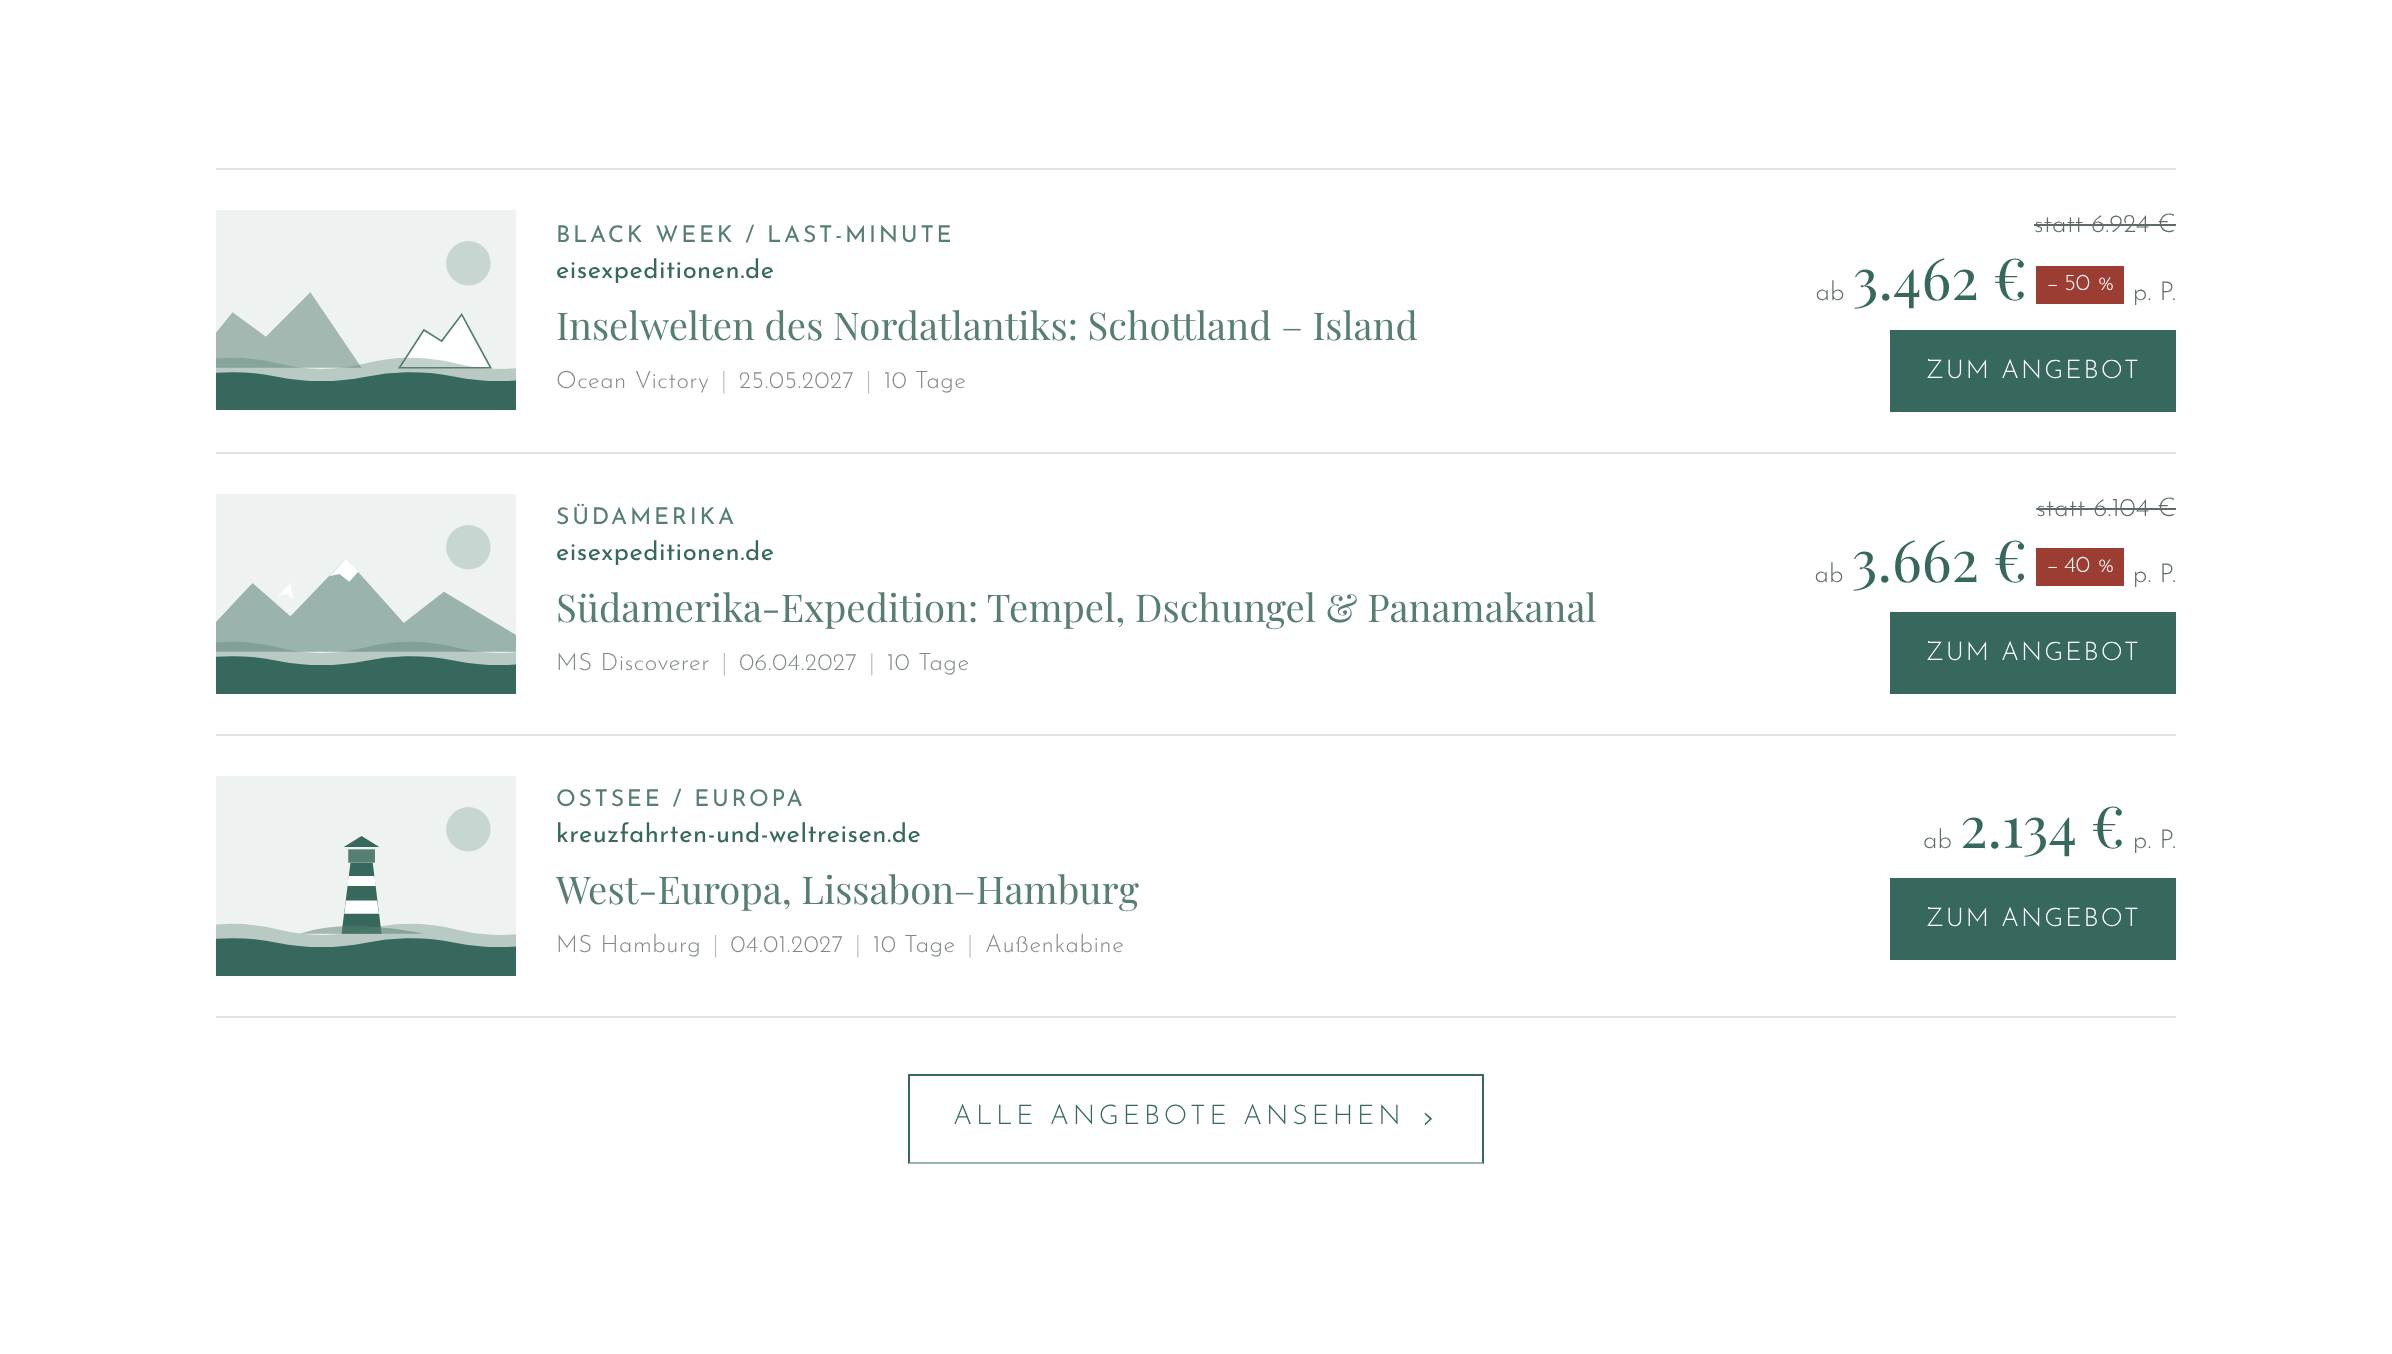 BLACK WEEK / LAST-MINUTE
eisexpeditionen.de
Inselwelten des Nordatlantiks: Schottland – Island
Ocean Victory | 25.05.2027 | 10 Tage
statt 6.924 €
ab 3.462 € – 50 % p. P.
ZUM ANGEBOT
SÜDAMERIKA
eisexpeditionen.de
Südamerika-Expedition: Tempel, Dschungel & Panamakanal
MS Discoverer | 06.04.2027 | 10 Tage
statt 6.104 €
ab 3.662 € – 40 % p. P.
ZUM ANGEBOT
OSTSEE / EUROPA
kreuzfahrten-und-weltreisen.de
West-Europa, Lissabon–Hamburg
MS Hamburg | 04.01.2027 | 10 Tage | Außenkabine
ab 2.134 € p. P.
ZUM ANGEBOT
ALLE ANGEBOTE ANSEHEN ›